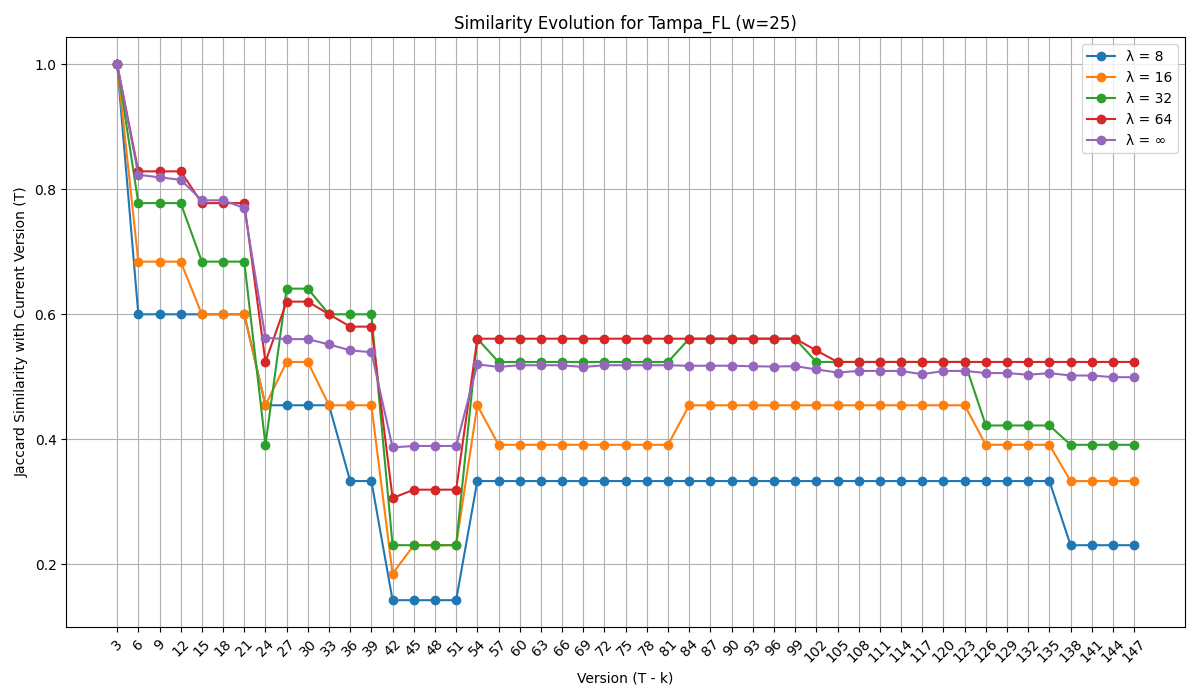 Similarity Evolution for Tampa_FL (w=25)
λ = 8
λ = 16
λ = 32
λ = 64
λ = ∞
Jaccard Similarity with Current Version (T)
1.0
0.8
0.6
0.4
0.2
3 6 9 12 15 18 21 24 27 30 33 36 39 42 45 48 51 54 57 60 63 66 69 72 75 78 81 84 87 90 93 96 99 102 105 108 111 114 117 120 123 126 129 132 135 138 141 144 147
Version (T - k)